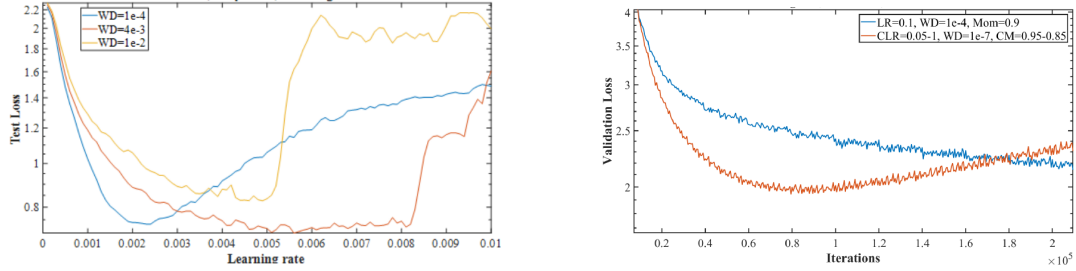 WD=1e-4
WD=4e-3
WD=1e-2
2.2
2
1.8
1.6
1.4
1.2
1
0.8
Test Loss
0 0.001 0.002 0.003 0.004 0.005 0.006 0.007 0.008 0.009 0.01
Learning rate
LR=0.1, WD=1e-4, Mom=0.9
CLR=0.05-1, WD=1e-7, CM=0.95-0.85
4
3
2.5
2
Validation Loss
0.2 0.4 0.6 0.8 1 1.2 1.4 1.6 1.8 2
Iterations
×10⁵